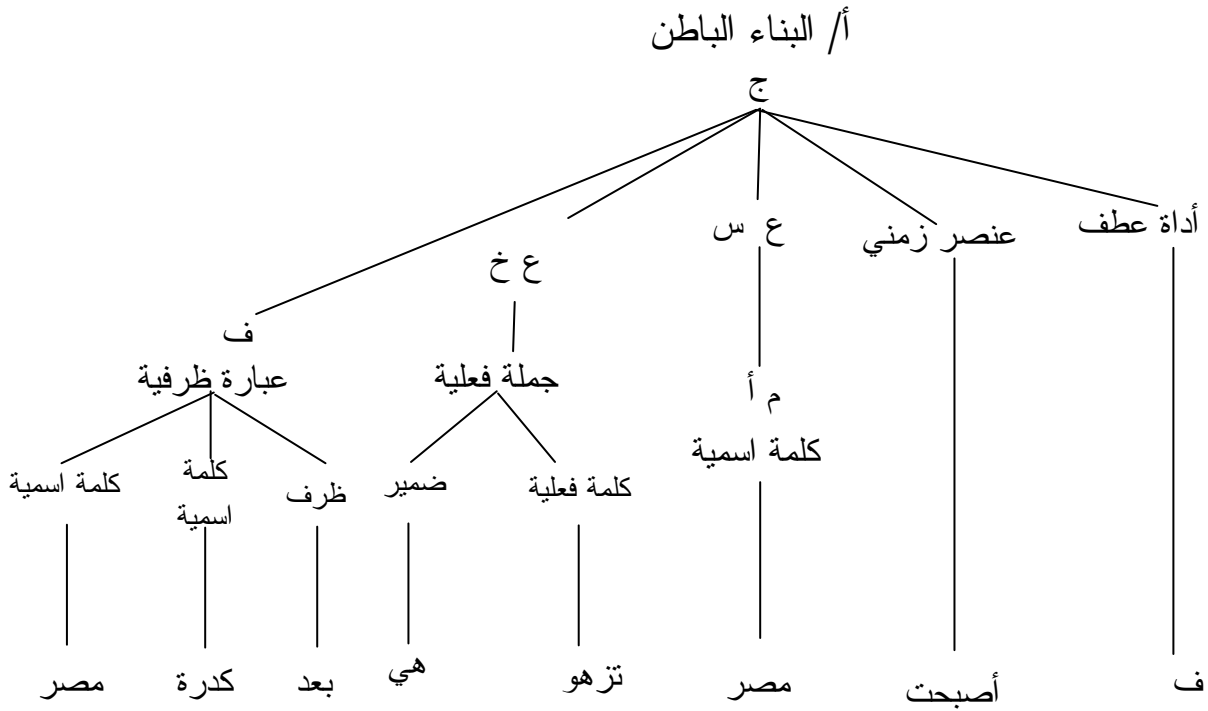 أ/ البناء الباطن
ج
أداة عطف
عنصر زمني
ع س
ع خ
ف
م أ
كلمة اسمية
جملة فعلية
عبارة ظرفية
كلمة فعلية
ضمير
ظرف
كلمة
اسمية
كلمة اسمية
ف
أصبحت
مصر
تزهو
هي
بعد
كدرة
مصر